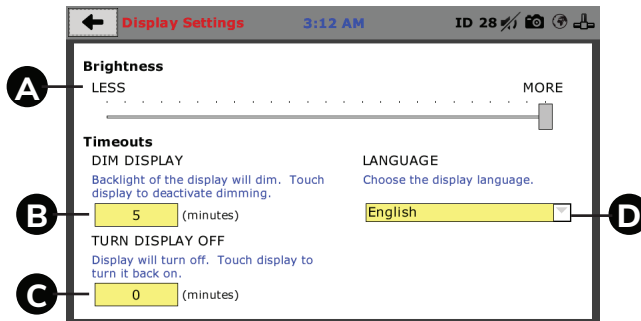 Display Settings 3:12 AM ID 28
Brightness
A
LESS MORE
Timeouts
DIM DISPLAY
Backlight of the display will dim. Touch
display to deactivate dimming.
B
5 (minutes)
TURN DISPLAY OFF
Display will turn off. Touch display to
turn it back on.
C
0 (minutes)
LANGUAGE
Choose the display language.
English
D